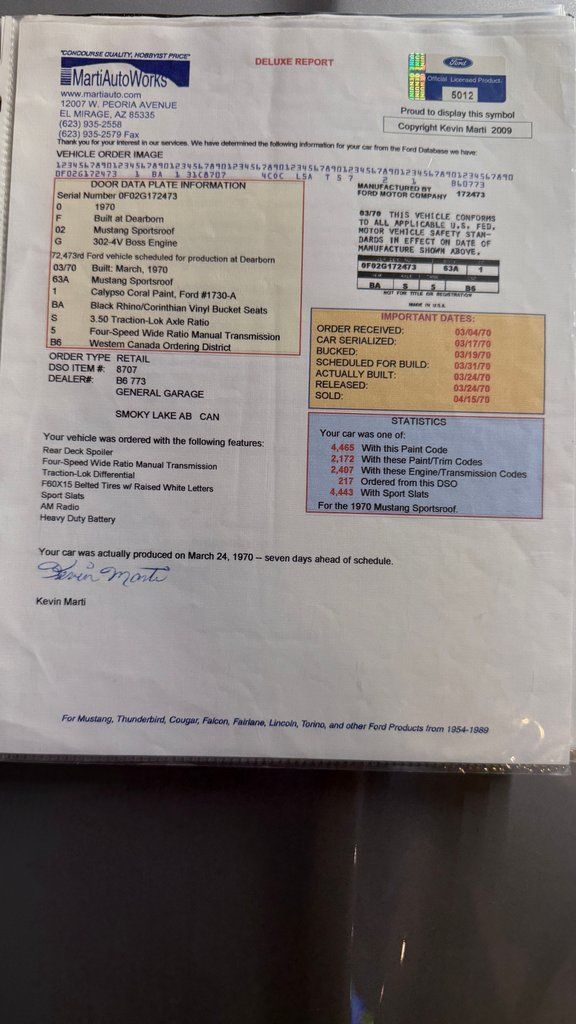 "CONCOURSE QUALITY, HOBBYIST PRICE"
MartiAutoWorks
www.martiauto.com
12007 W. PEORIA AVENUE
EL MIRAGE, AZ 85335
(623) 935-2558
(623) 935-2579 Fax
DELUXE REPORT
GENUINE GENUINE GENUINE
Ford
Official Licensed Product
5012
Proud to display this symbol
Copyright Kevin Marti 2009
Thank you for your interest in our services. We have determined the following information for your car from the Ford Database we have:
VEHICLE ORDER IMAGE
12345678901234567890123456789012345678901234567890123456789012345678901234567890
0F02G172473 1 BA 1 31C8707 4C0C LSA T 5 7 2 1 B60773
DOOR DATA PLATE INFORMATION
Serial Number 0F02G172473
0 1970
F Built at Dearborn
02 Mustang Sportsroof
G 302-4V Boss Engine
72,473rd Ford vehicle scheduled for production at Dearborn
03/70 Built: March, 1970
63A Mustang Sportsroof
1 Calypso Coral Paint, Ford #1730-A
BA Black Rhino/Corinthian Vinyl Bucket Seats
S 3.50 Traction-Lok Axle Ratio
5 Four-Speed Wide Ratio Manual Transmission
B6 Western Canada Ordering District
MANUFACTURED BY
FORD MOTOR COMPANY 172473
03/70 THIS VEHICLE CONFORMS
TO ALL APPLICABLE U.S. FED.
MOTOR VEHICLE SAFETY STAN-
DARDS IN EFFECT ON DATE OF
MANUFACTURE SHOWN ABOVE.
0F02G172473 63A 1
BA S 5 B6
NOT FOR TITLE OR REGISTRATION
MADE IN U.S.A.
IMPORTANT DATES:
ORDER RECEIVED: 03/04/70
CAR SERIALIZED: 03/17/70
BUCKED: 03/19/70
SCHEDULED FOR BUILD: 03/31/70
ACTUALLY BUILT: 03/24/70
RELEASED: 03/24/70
SOLD: 04/15/70
ORDER TYPE RETAIL
DSO ITEM #: 8707
DEALER#: B6 773
GENERAL GARAGE
SMOKY LAKE AB CAN
STATISTICS
Your car was one of:
4,465 With this Paint Code
2,172 With these Paint/Trim Codes
2,407 With these Engine/Transmission Codes
217 Ordered from this DSO
4,443 With Sport Slats
For the 1970 Mustang Sportsroof.
Your vehicle was ordered with the following features:
Rear Deck Spoiler
Four-Speed Wide Ratio Manual Transmission
Traction-Lok Differential
F60X15 Belted Tires w/ Raised White Letters
Sport Slats
AM Radio
Heavy Duty Battery
Your car was actually produced on March 24, 1970 -- seven days ahead of schedule.
Kevin Marti
Kevin Marti
For Mustang, Thunderbird, Cougar, Falcon, Fairlane, Lincoln, Torino, and other Ford Products from 1954-1989